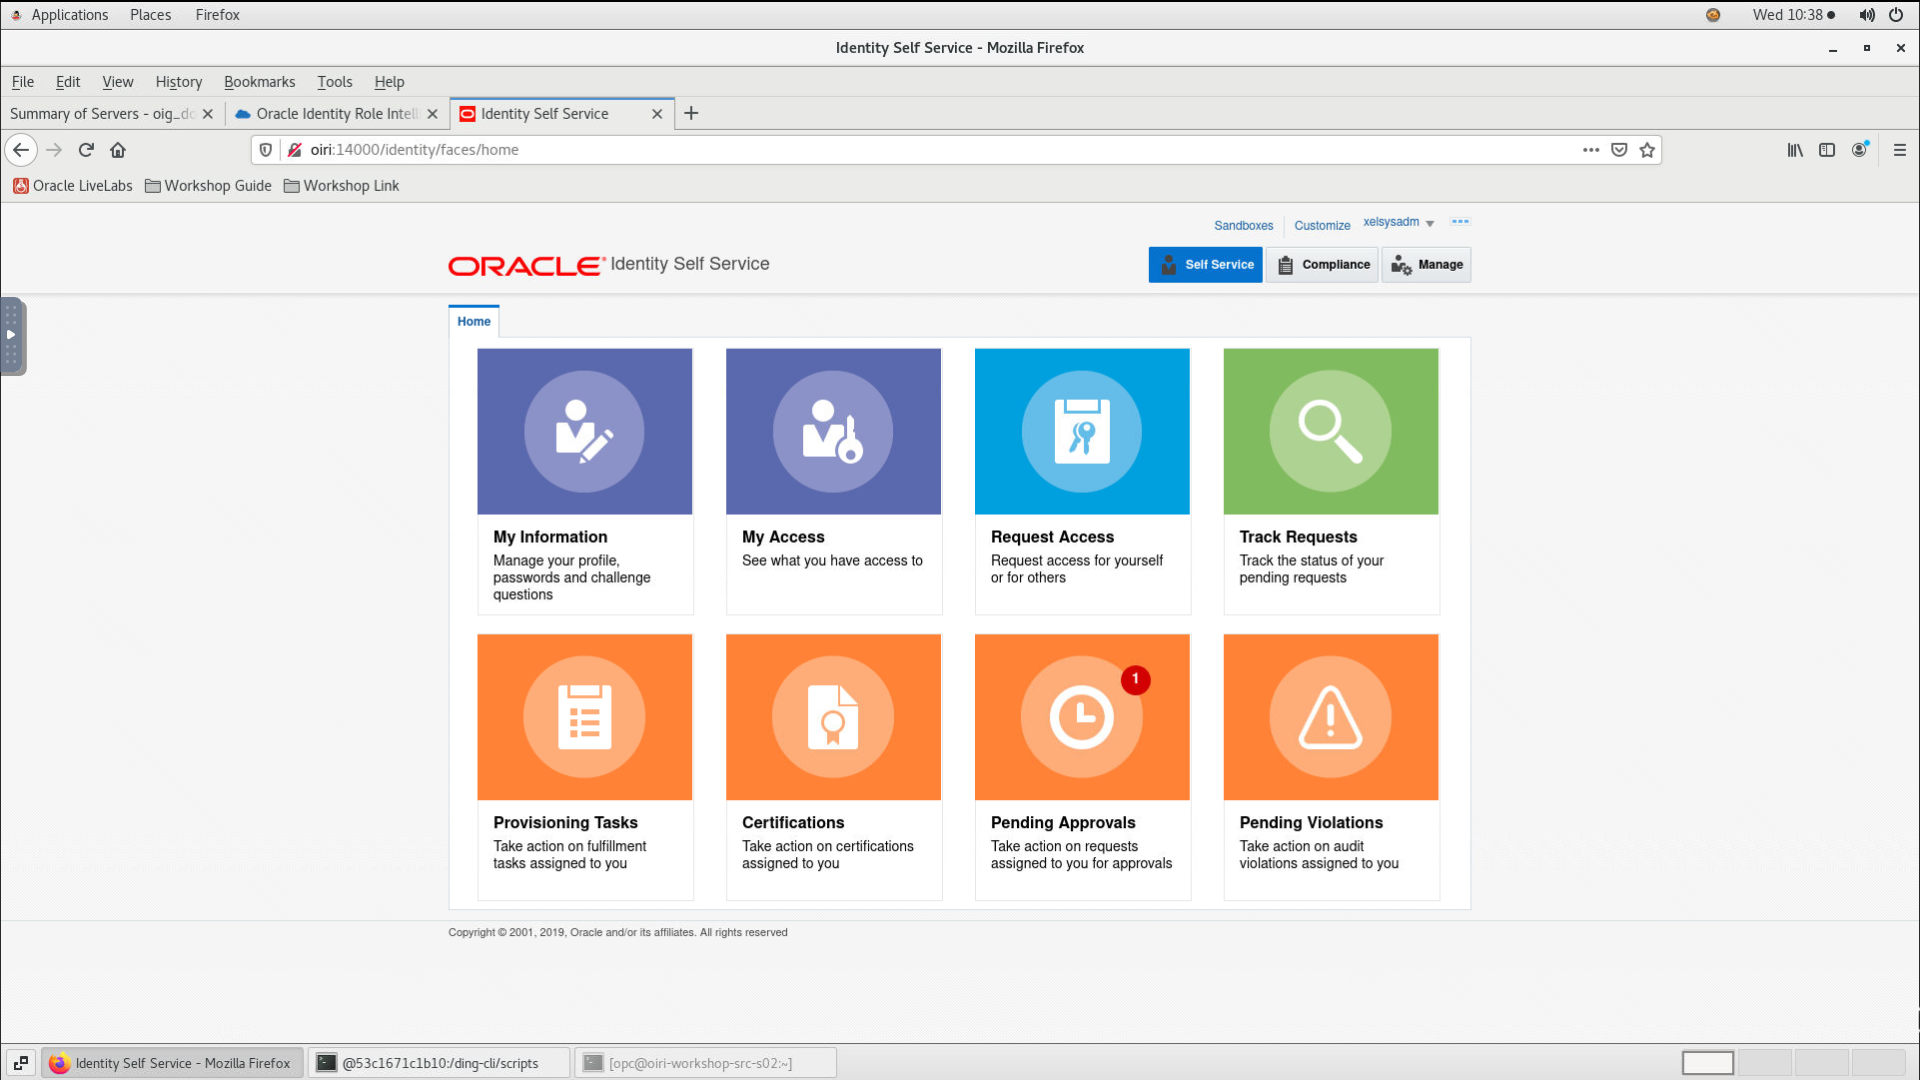 Applications Places Firefox Wed 10:38
Identity Self Service - Mozilla Firefox
File Edit View History Bookmarks Tools Help
Summary of Servers - oig_do Oracle Identity Role Intell Identity Self Service
oiri:14000/identity/faces/home
Oracle LiveLabs Workshop Guide Workshop Link
Sandboxes Customize xelsysadm
ORACLE Identity Self Service
Self Service Compliance Manage
Home
My Information
Manage your profile,
passwords and challenge
questions
My Access
See what you have access to
Request Access
Request access for yourself
or for others
Track Requests
Track the status of your
pending requests
Provisioning Tasks
Take action on fulfillment
tasks assigned to you
Certifications
Take action on certifications
assigned to you
1
Pending Approvals
Take action on requests
assigned to you for approvals
Pending Violations
Take action on audit
violations assigned to you
Copyright © 2001, 2019, Oracle and/or its affiliates. All rights reserved
Identity Self Service - Mozilla Firefox @53c1671c1b10:/ding-cli/scripts [opc@oiri-workshop-src-s02:~]